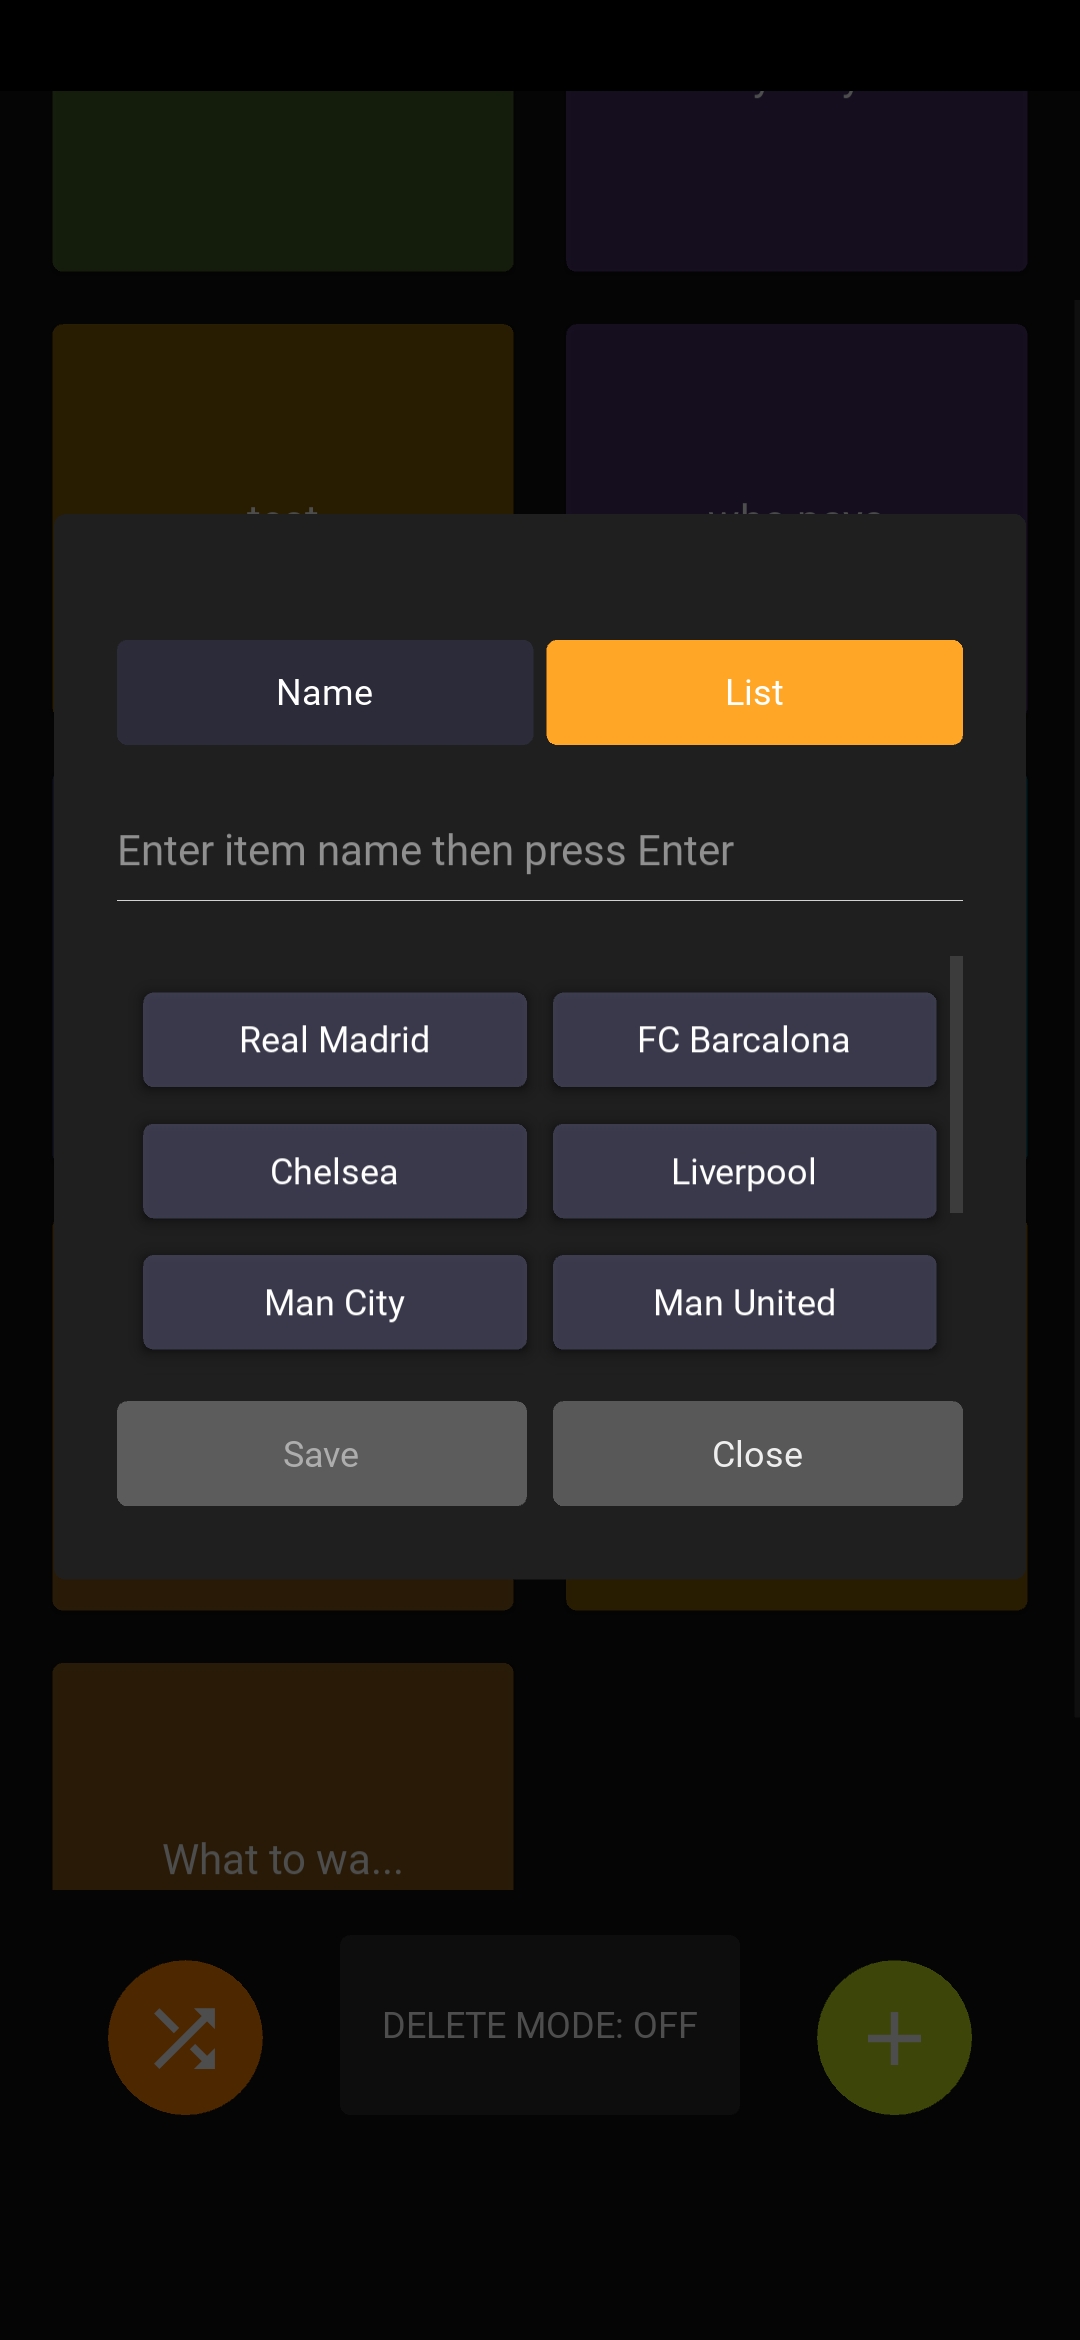 Name
List
Enter item name then press Enter
Real Madrid
FC Barcalona
Chelsea
Liverpool
Man City
Man United
Save
Close
What to wa...
DELETE MODE: OFF